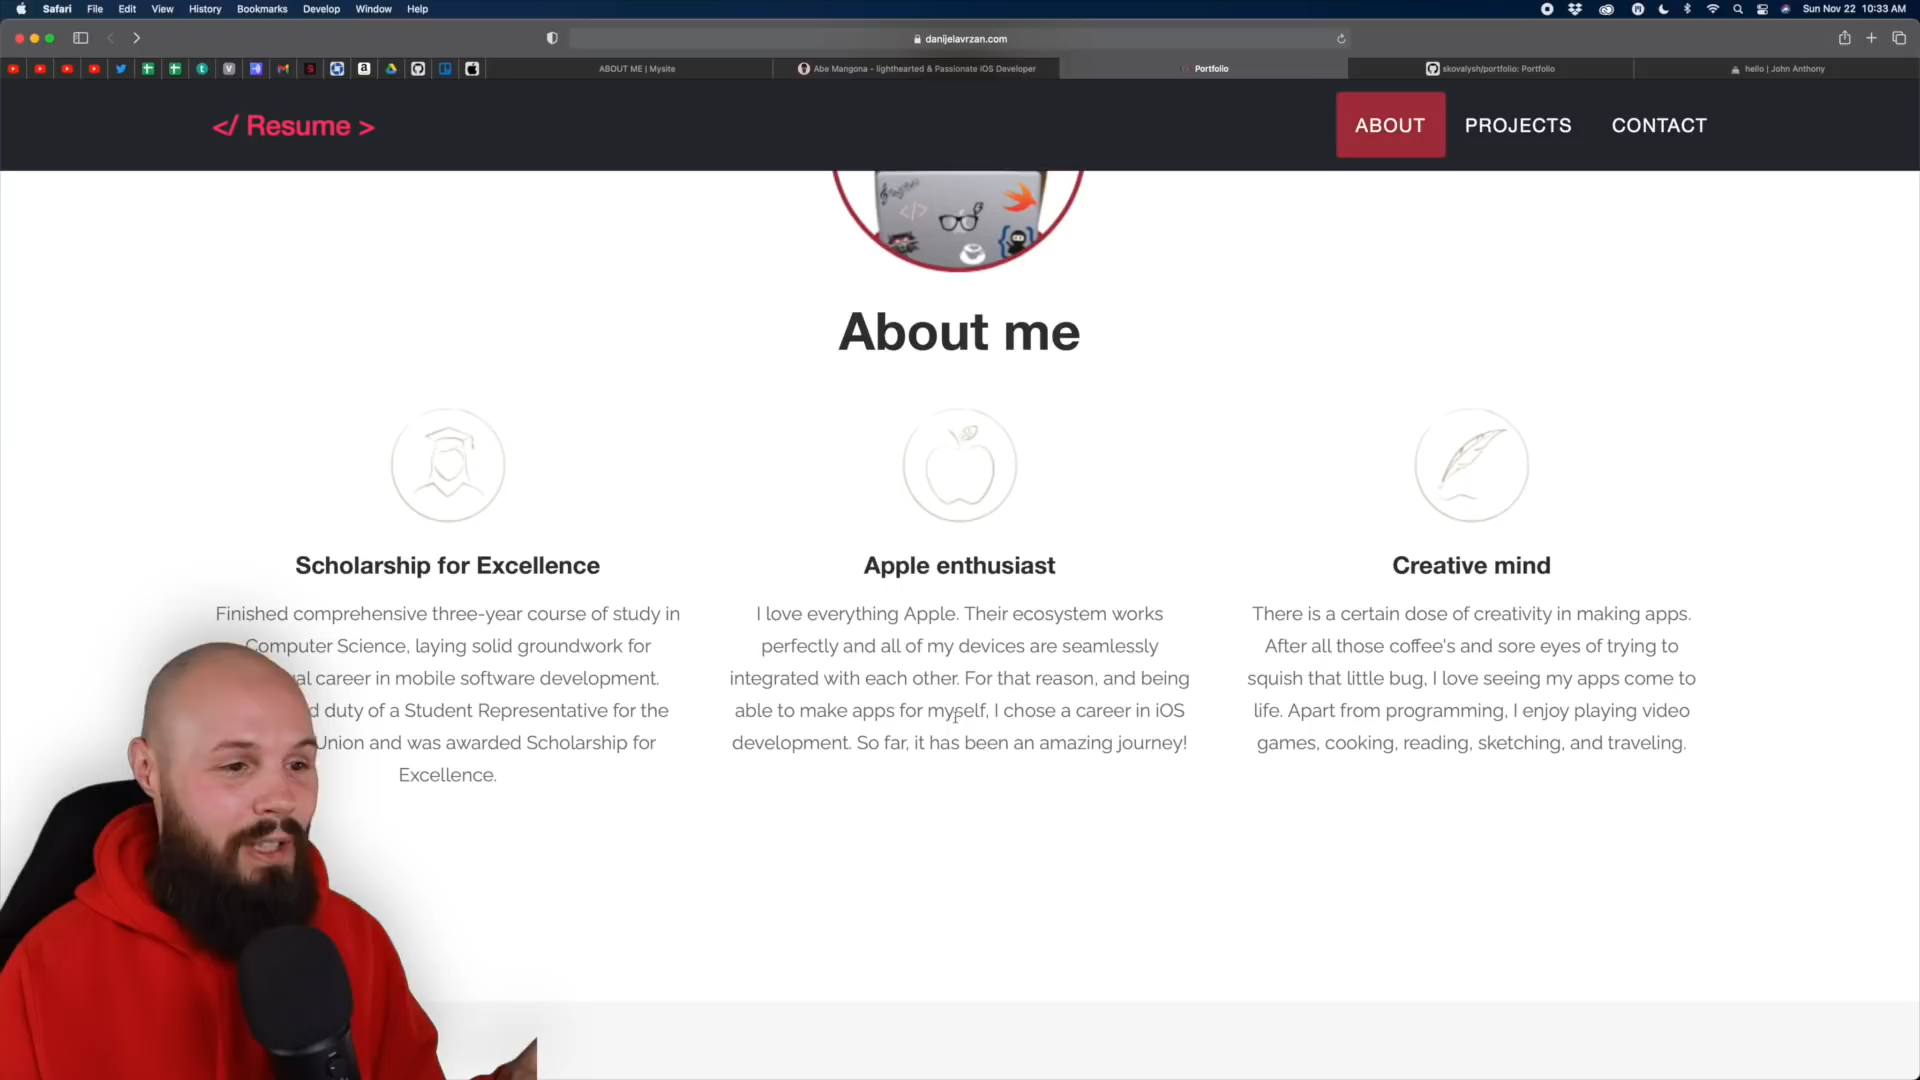 Safari File Edit View History Bookmarks Develop Window Help
Sun Nov 22 10:33 AM
danijelavrzan.com
ABOUT ME | Mysite
Abe Mangona - lighthearted & Passionate iOS Developer
Portfolio
skovalysh/portfolio: Portfolio
hello | John Anthony
</ Resume >
ABOUT
PROJECTS
CONTACT
About me
Scholarship for Excellence
Finished comprehensive three-year course of study in
Computer Science, laying solid groundwork for
career in mobile software development.
duty of a Student Representative for the
Union and was awarded Scholarship for
Excellence.
Apple enthusiast
I love everything Apple. Their ecosystem works
perfectly and all of my devices are seamlessly
integrated with each other. For that reason, and being
able to make apps for myself, I chose a career in iOS
development. So far, it has been an amazing journey!
Creative mind
There is a certain dose of creativity in making apps.
After all those coffee's and sore eyes of trying to
squish that little bug, I love seeing my apps come to
life. Apart from programming, I enjoy playing video
games, cooking, reading, sketching, and traveling.